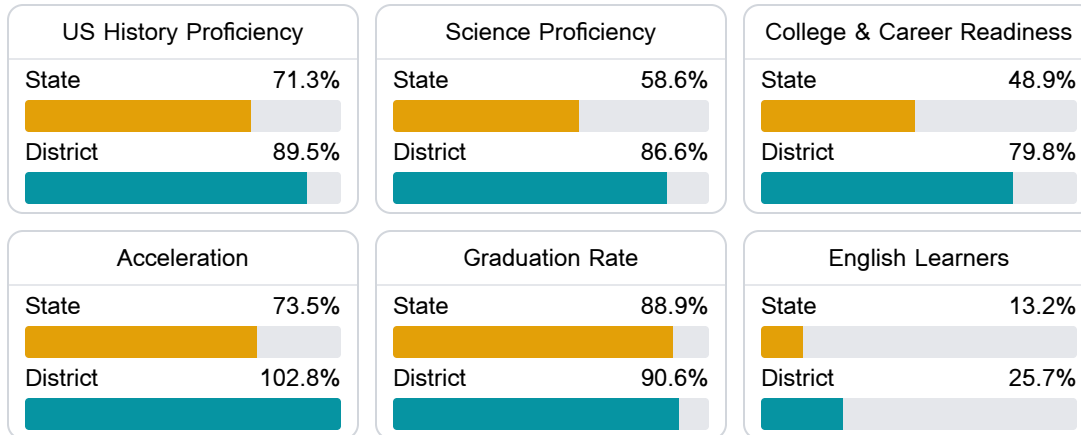 US History Proficiency
State 71.3%
District 89.5%
Science Proficiency
State 58.6%
District 86.6%
College & Career Readiness
State 48.9%
District 79.8%
Acceleration
State 73.5%
District 102.8%
Graduation Rate
State 88.9%
District 90.6%
English Learners
State 13.2%
District 25.7%